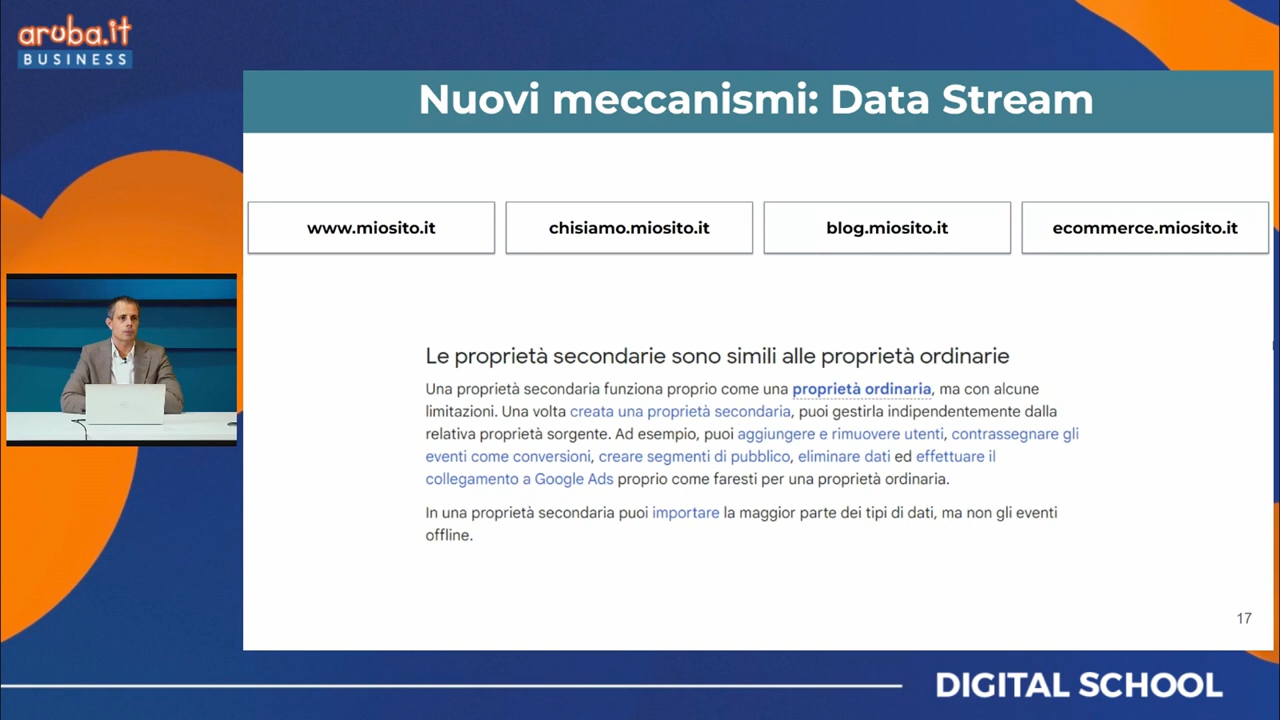 aruba.it
BUSINESS
Nuovi meccanismi: Data Stream
www.miosito.it
chisiamo.miosito.it
blog.miosito.it
ecommerce.miosito.it
Le proprietà secondarie sono simili alle proprietà ordinarie
Una proprietà secondaria funziona proprio come una proprietà ordinaria, ma con alcune
limitazioni. Una volta creata una proprietà secondaria, puoi gestirla indipendentemente dalla
relativa proprietà sorgente. Ad esempio, puoi aggiungere e rimuovere utenti, contrassegnare gli
eventi come conversioni, creare segmenti di pubblico, eliminare dati ed effettuare il
collegamento a Google Ads proprio come faresti per una proprietà ordinaria.
In una proprietà secondaria puoi importare la maggior parte dei tipi di dati, ma non gli eventi
offline.
17
DIGITAL SCHOOL